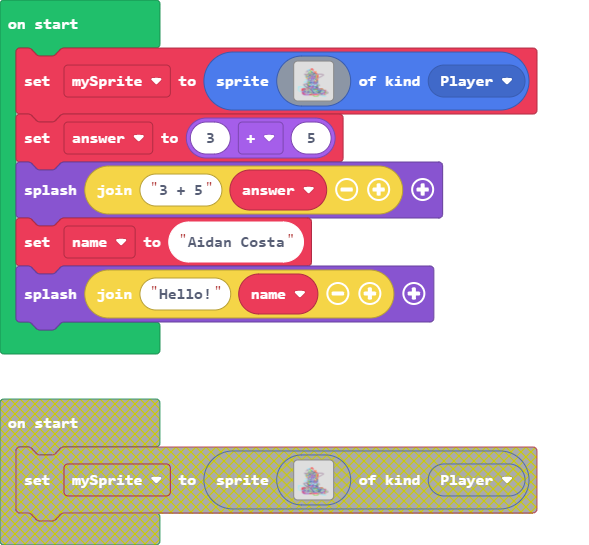 on start
set mySprite to sprite of kind Player
set answer to 3 + 5
splash join "3 + 5" answer - + +
set name to "Aidan Costa"
splash join "Hello!" name - + +
on start
set mySprite to sprite of kind Player